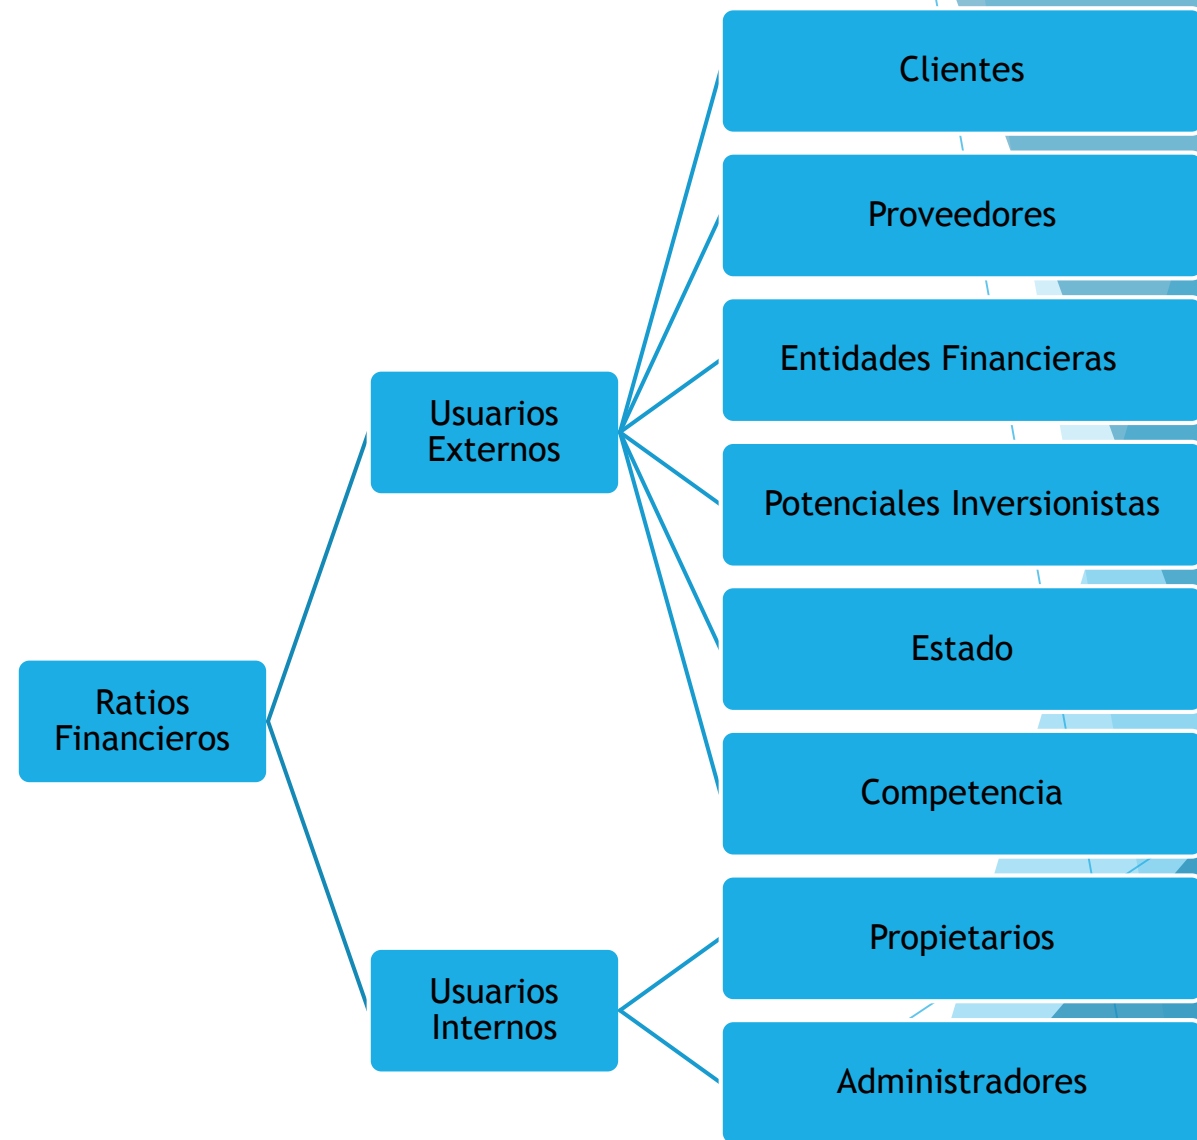 Ratios
Financieros
Usuarios
Externos
Clientes
Proveedores
Entidades Financieras
Potenciales Inversionistas
Estado
Competencia
Usuarios
Internos
Propietarios
Administradores